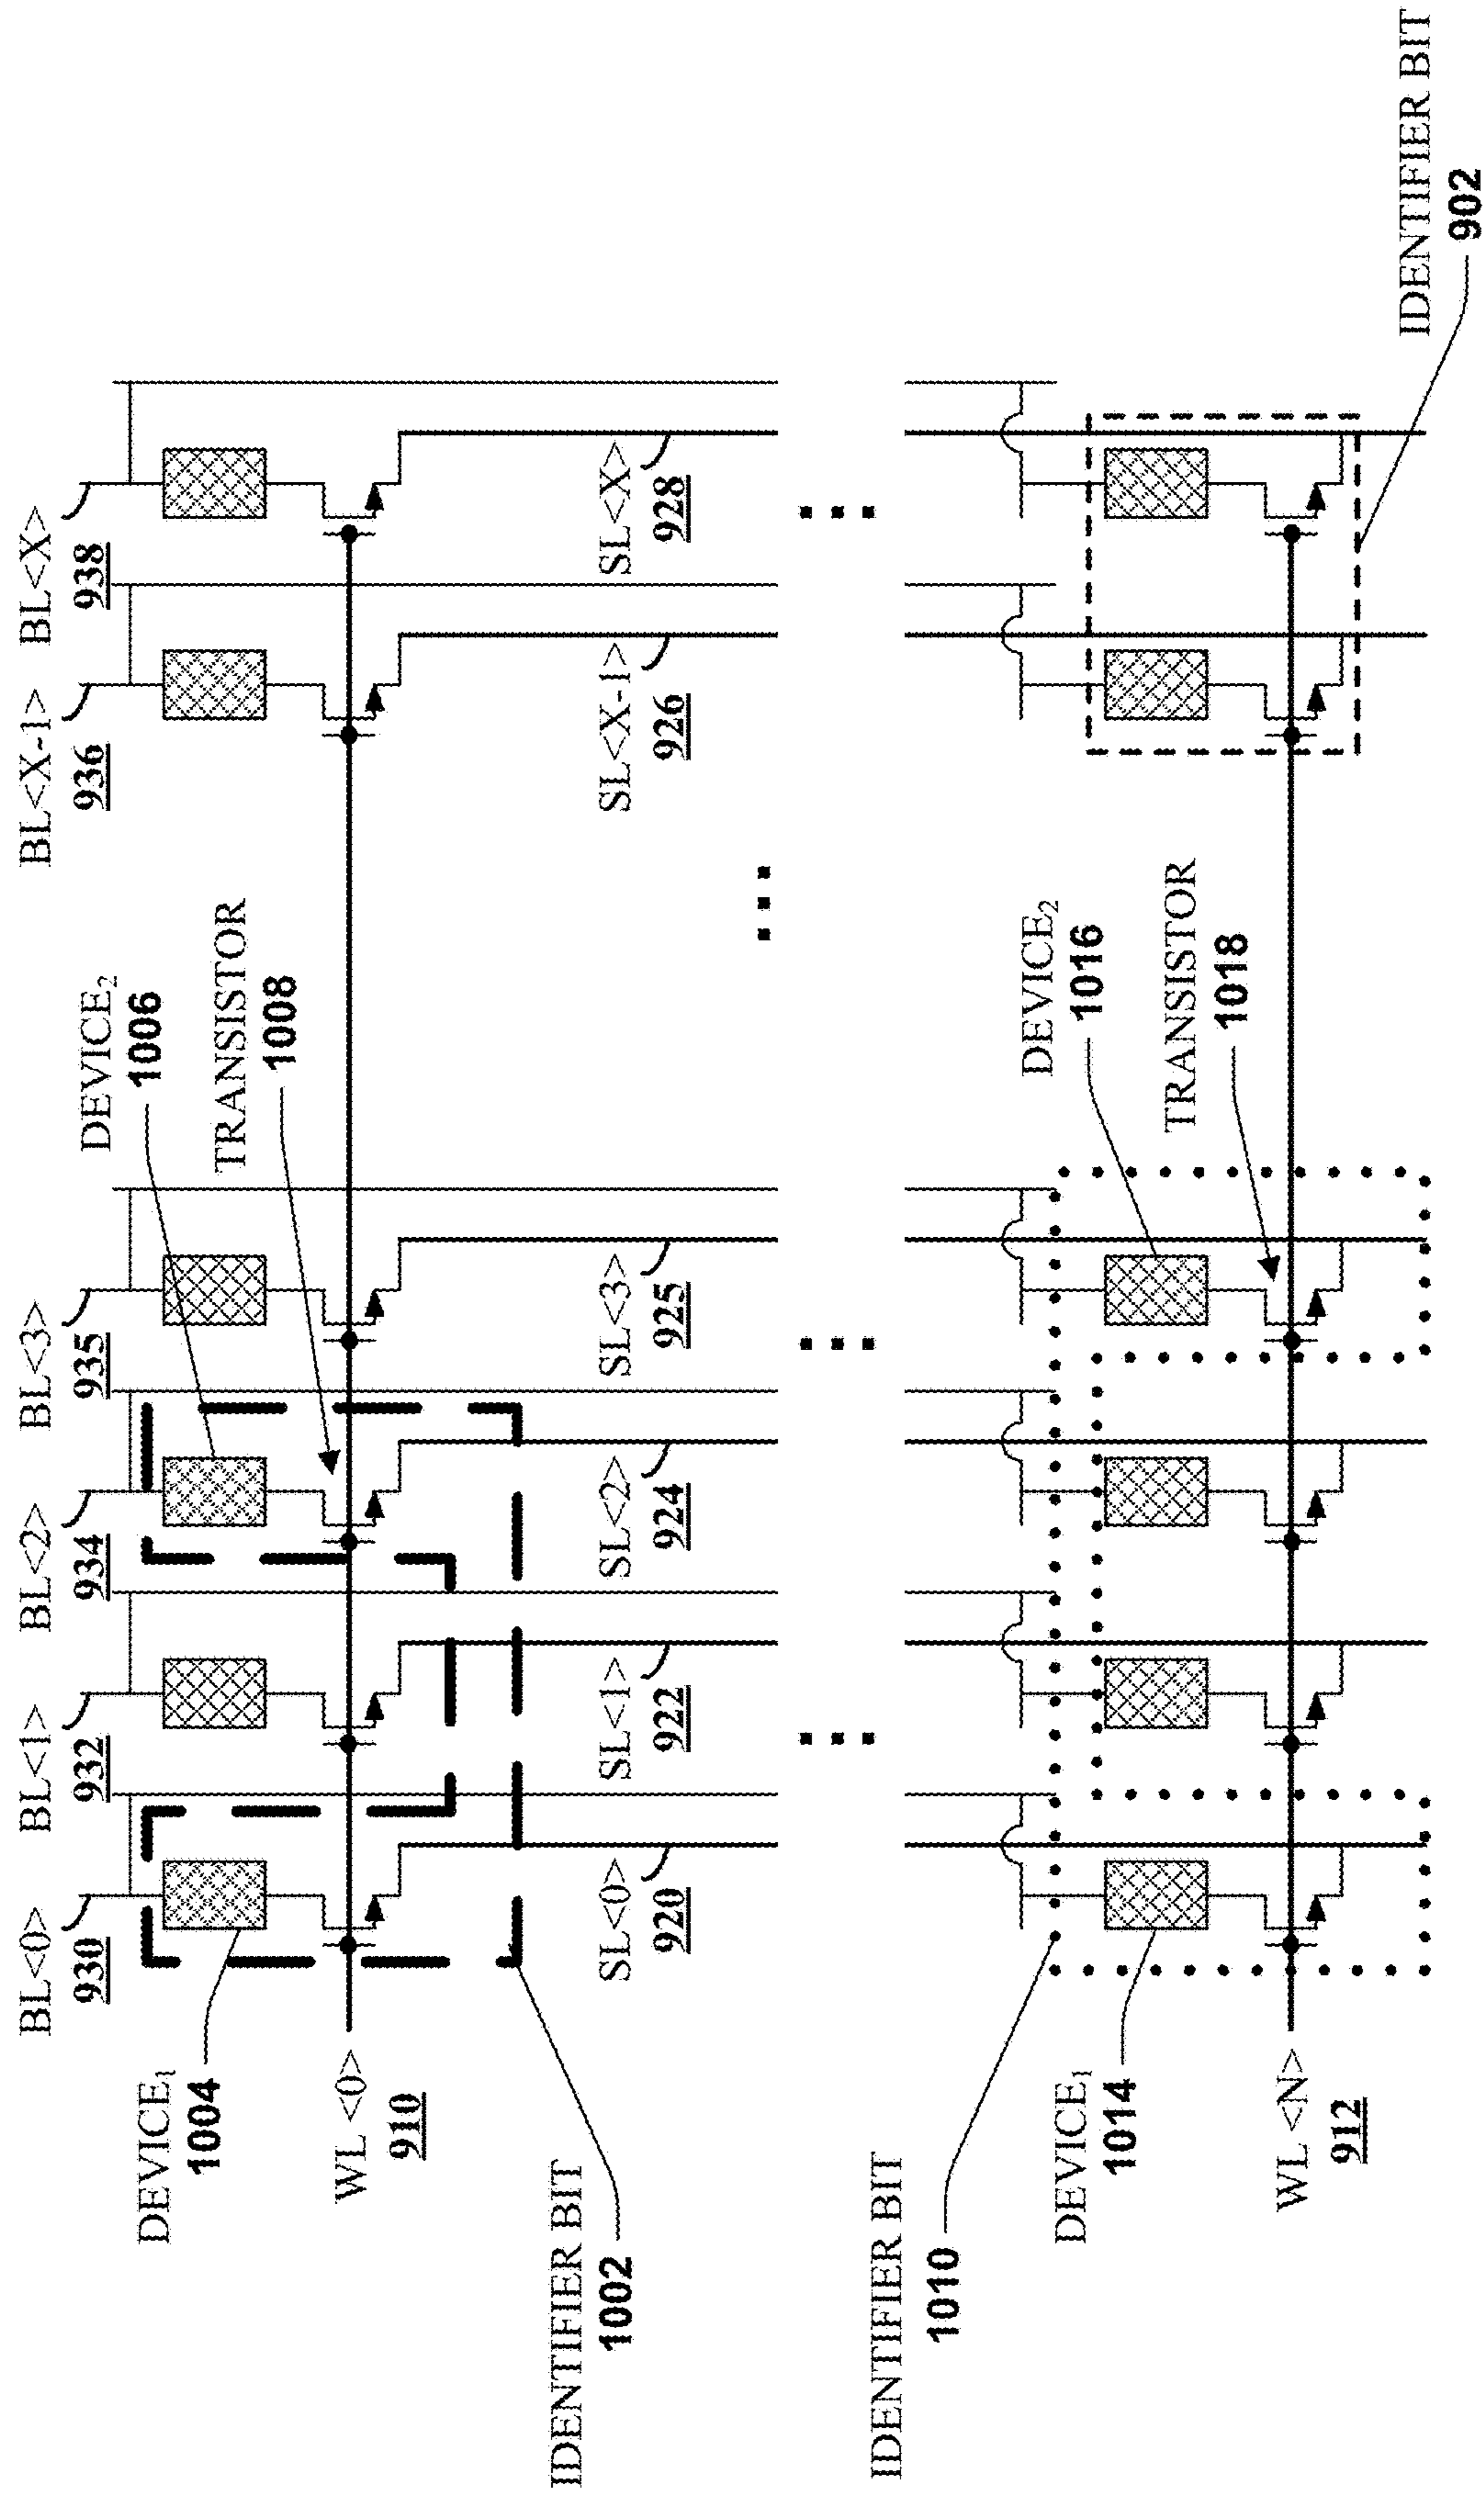 BL<0>
930
BL<1>
932
BL<2>
934
BL<3>
935
BL<X-1>
936
BL<X>
938
DEVICE₁
1004
DEVICE₂
1006
TRANSISTOR
1008
WL <0>
910
IDENTIFIER BIT
1002
SL<0>
920
SL<1>
922
SL<2>
924
SL<3>
925
SL<X-1>
926
SL<X>
928
IDENTIFIER BIT
1010
DEVICE₁
1014
DEVICE₂
1016
TRANSISTOR
1018
WL <N>
912
IDENTIFIER BIT
902